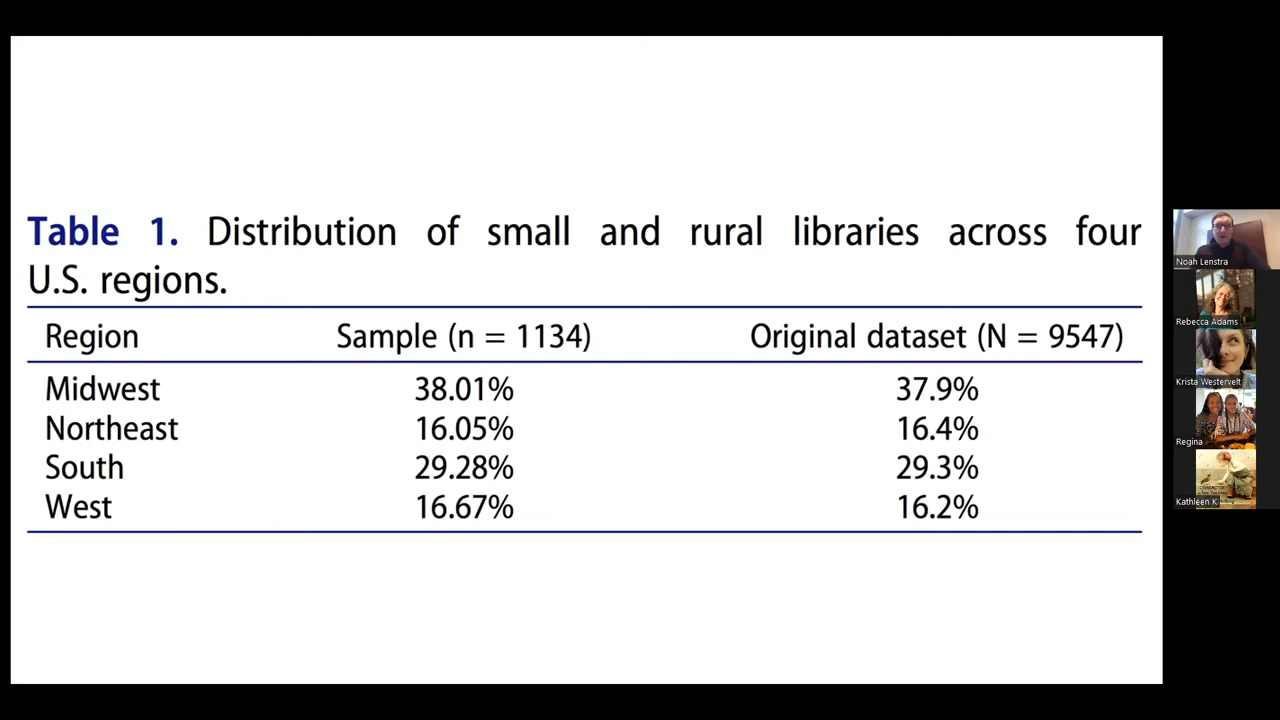 Table 1. Distribution of small and rural libraries across four
U.S. regions.
Region Sample (n = 1134) Original dataset (N = 9547)
Midwest 38.01% 37.9%
Northeast 16.05% 16.4%
South 29.28% 29.3%
West 16.67% 16.2%
Noah Lenstra
Rebecca Adams
Krista Westervelt
Regina
Kathleen K